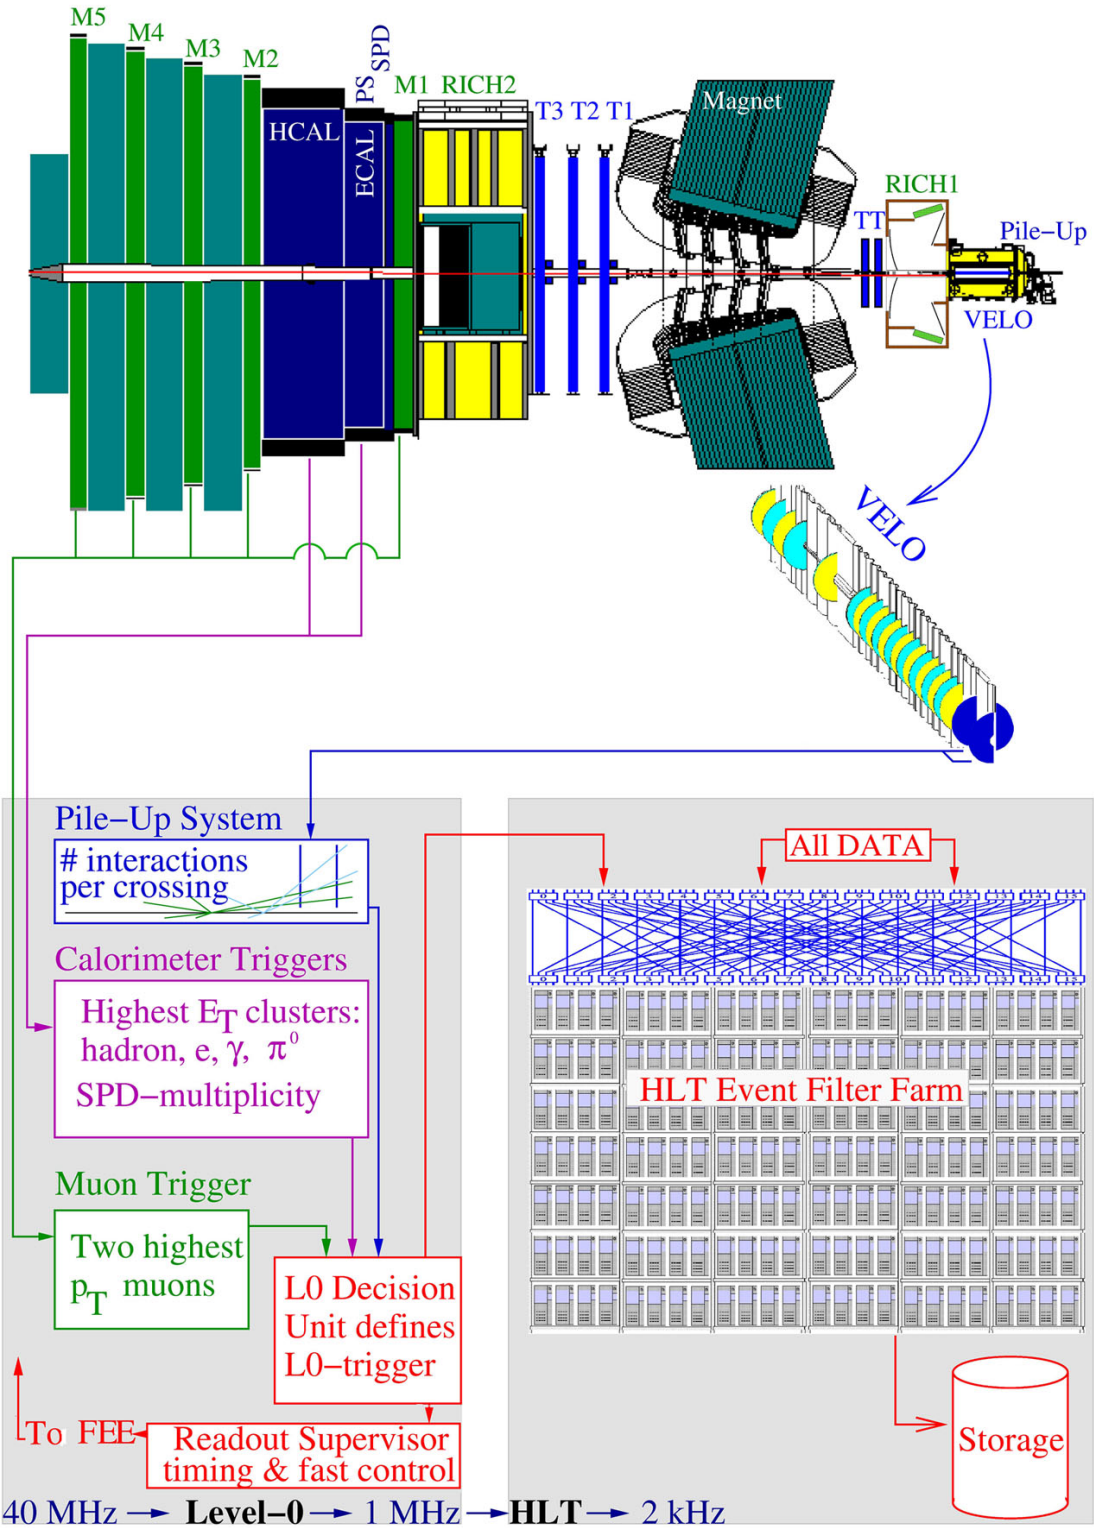 M5
M4
M3
M2
PS
SPD
M1
RICH2
HCAL
ECAL
T3 T2 T1
Magnet
RICH1
TT
Pile-Up
VELO
VELO
Pile-Up System
# interactions
per crossing
Calorimeter Triggers
Highest ET clusters:
hadron, e, γ, π⁰
SPD-multiplicity
Muon Trigger
Two highest
pT muons
L0 Decision
Unit defines
L0-trigger
To FEE
Readout Supervisor
timing & fast control
All DATA
HLT Event Filter Farm
Storage
40 MHz → Level-0 → 1 MHz → HLT → 2 kHz